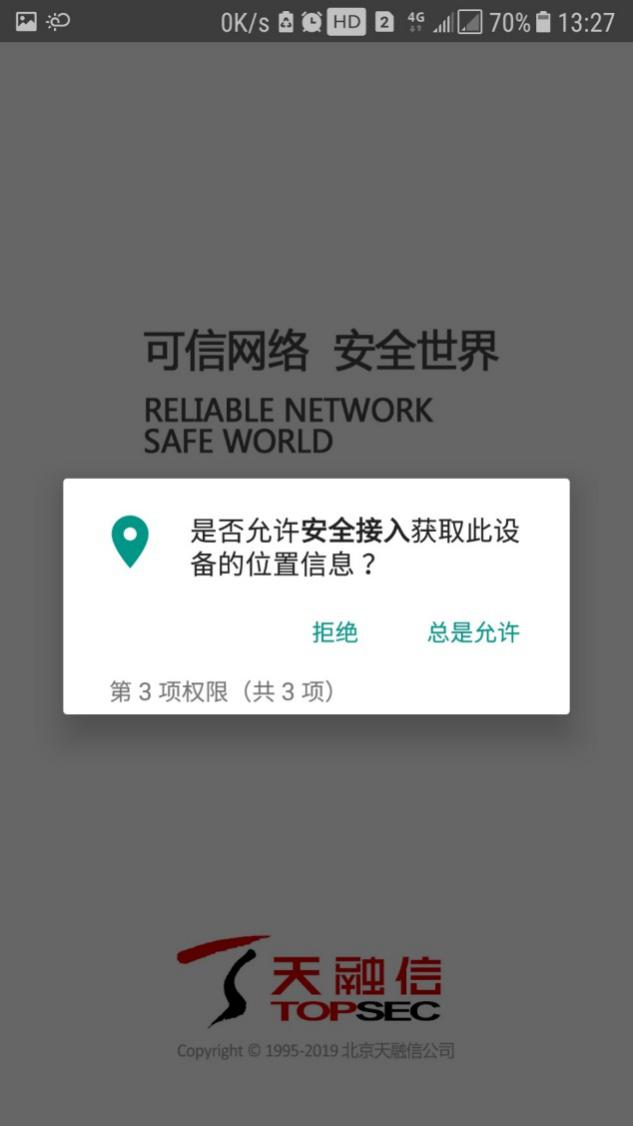 0K/s HD 2 4G 70% 13:27
可信网络 安全世界
RELIABLE NETWORK
SAFE WORLD
是否允许安全接入获取此设
备的位置信息？
拒绝 总是允许
第 3 项权限（共 3 项）
天融信
TOPSEC
Copyright © 1995-2019 北京天融信公司